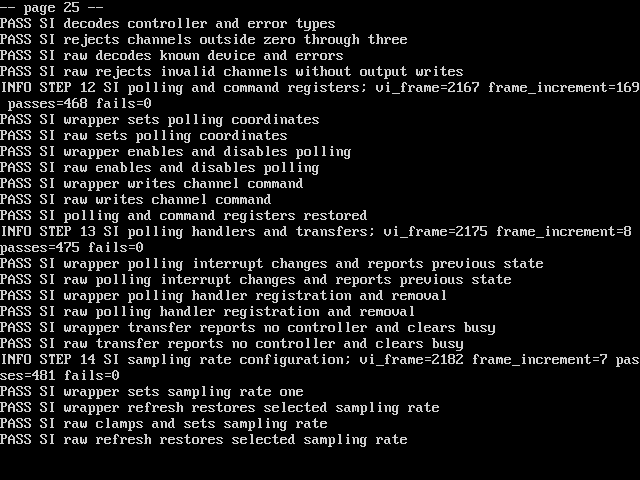 -- page 25 --
PASS SI decodes controller and error types
PASS SI rejects channels outside zero through three
PASS SI raw decodes known device and errors
PASS SI raw rejects invalid channels without output writes
INFO STEP 12 SI polling and command registers; vi_frame=2167 frame_increment=169
 passes=468 fails=0
PASS SI wrapper sets polling coordinates
PASS SI raw sets polling coordinates
PASS SI wrapper enables and disables polling
PASS SI raw enables and disables polling
PASS SI wrapper writes channel command
PASS SI raw writes channel command
PASS SI polling and command registers restored
INFO STEP 13 SI polling handlers and transfers; vi_frame=2175 frame_increment=8
passes=475 fails=0
PASS SI wrapper polling interrupt changes and reports previous state
PASS SI raw polling interrupt changes and reports previous state
PASS SI wrapper polling handler registration and removal
PASS SI raw polling handler registration and removal
PASS SI wrapper transfer reports no controller and clears busy
PASS SI raw transfer reports no controller and clears busy
INFO STEP 14 SI sampling rate configuration; vi_frame=2182 frame_increment=7 pas
ses=481 fails=0
PASS SI wrapper sets sampling rate one
PASS SI wrapper refresh restores selected sampling rate
PASS SI raw clamps and sets sampling rate
PASS SI raw refresh restores selected sampling rate